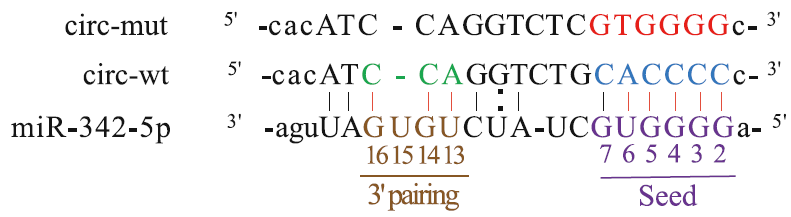 circ-mut 5' -cacATC - CAGGTCTCGTGGGGc- 3'
circ-wt 5' -cacATC - CAGGTCTGCACCCCc- 3'
miR-342-5p 3' -aguUAGUGUCUA-UCGUGGGGa- 5'
16 15 14 13 7 6 5 4 3 2
3' pairing Seed